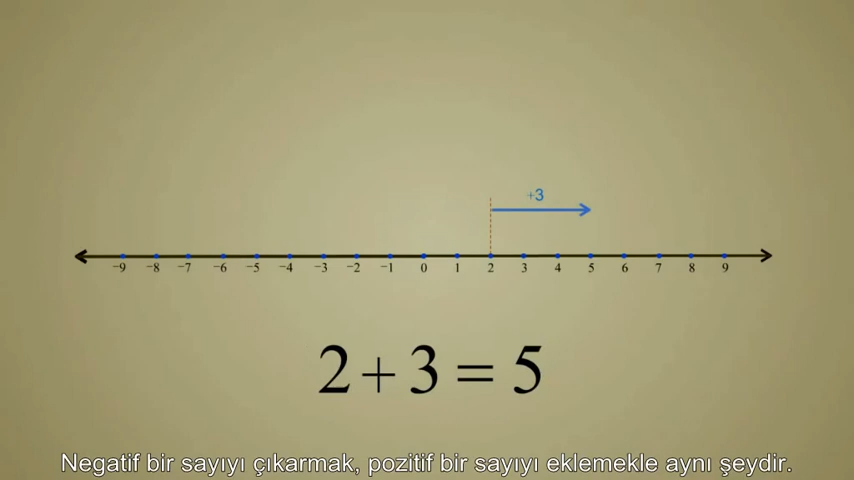 +3
−9 −8 −7 −6 −5 −4 −3 −2 −1 0 1 2 3 4 5 6 7 8 9
2 + 3 = 5
Negatif bir sayıyı çıkarmak, pozitif bir sayıyı eklemekle aynı şeydir.